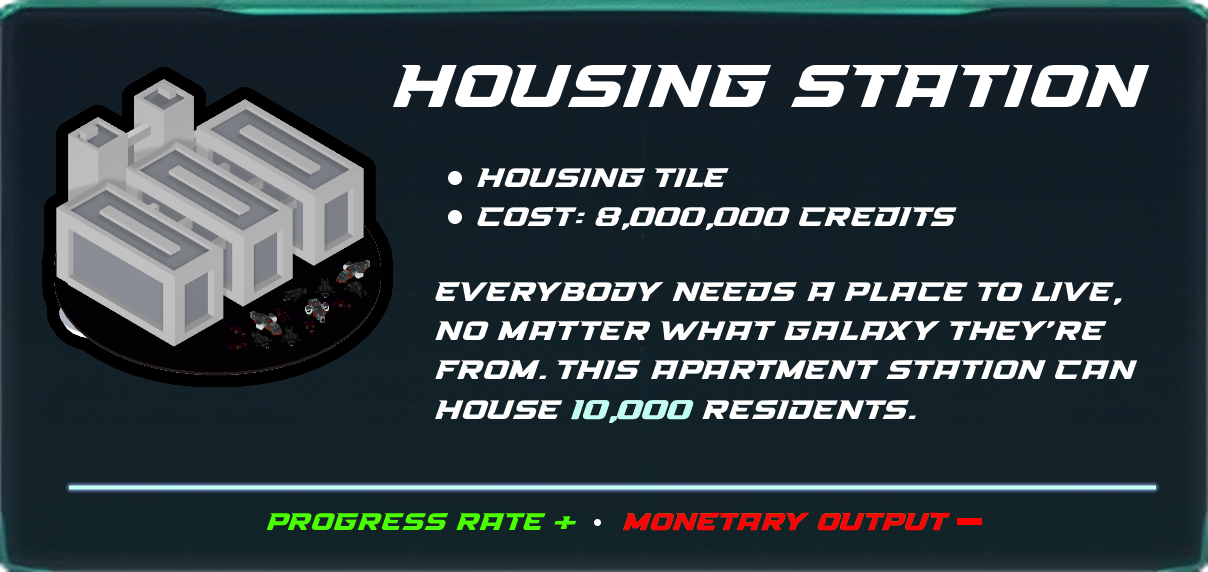 HOUSING STATION
• HOUSING TILE
• COST: 8,000,000 CREDITS
EVERYBODY NEEDS A PLACE TO LIVE,
NO MATTER WHAT GALAXY THEY'RE
FROM. THIS APARTMENT STATION CAN
HOUSE 10,000 RESIDENTS.
PROGRESS RATE + • MONETARY OUTPUT −